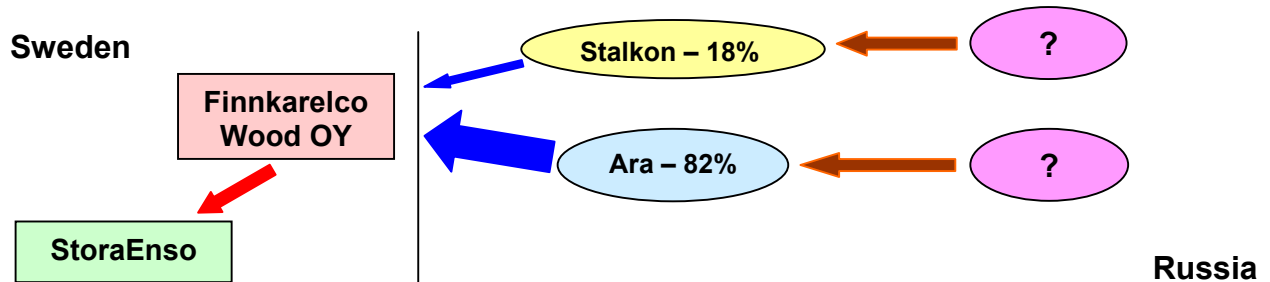 Sweden
Stalkon – 18%
?
Finnkarelco
Wood OY
Ara – 82%
?
StoraEnso
Russia